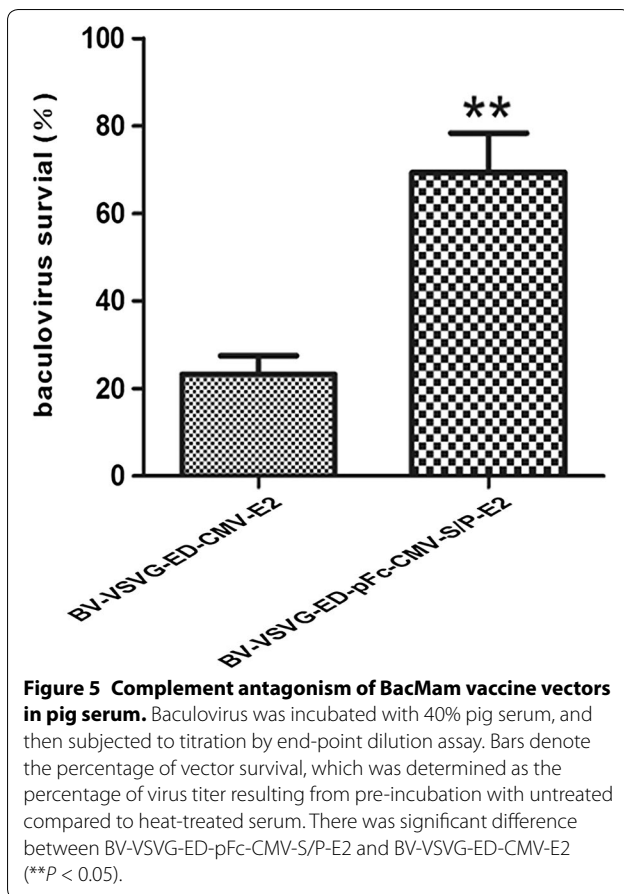 100
80
60
40
20
0
baculovirus survial (%)
**
BV-VSVG-ED-CMV-E2
BV-VSVG-ED-pFc-CMV-S/P-E2
Figure 5 Complement antagonism of BacMam vaccine vectors
in pig serum. Baculovirus was incubated with 40% pig serum, and
then subjected to titration by end-point dilution assay. Bars denote
the percentage of vector survival, which was determined as the
percentage of virus titer resulting from pre-incubation with untreated
compared to heat-treated serum. There was significant difference
between BV-VSVG-ED-pFc-CMV-S/P-E2 and BV-VSVG-ED-CMV-E2
(**P < 0.05).